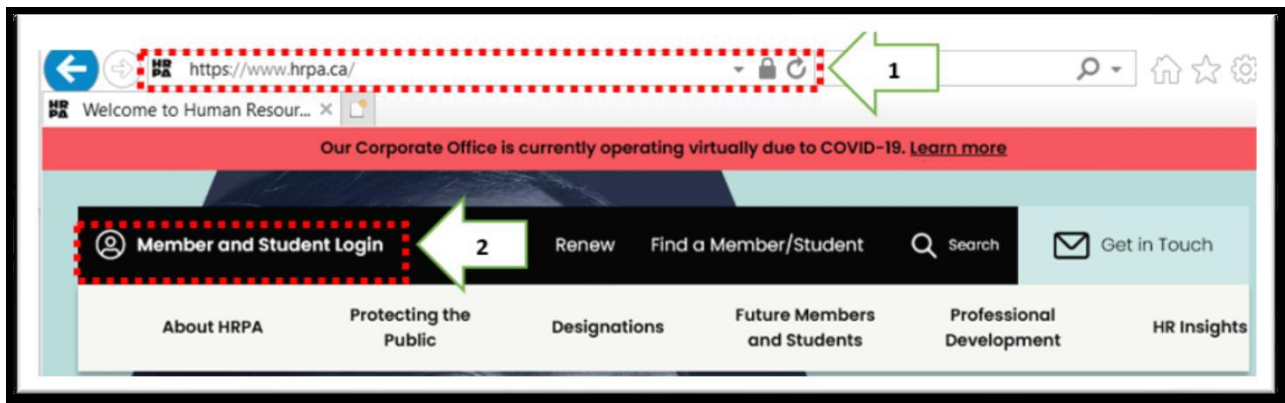 HR
PA
https://www.hrpa.ca/
1
HR
PA
Welcome to Human Resour...
Our Corporate Office is currently operating virtually due to COVID-19. Learn more
Member and Student Login
2
Renew
Find a Member/Student
Search
Get in Touch
About HRPA
Protecting the
Public
Designations
Future Members
and Students
Professional
Development
HR Insights